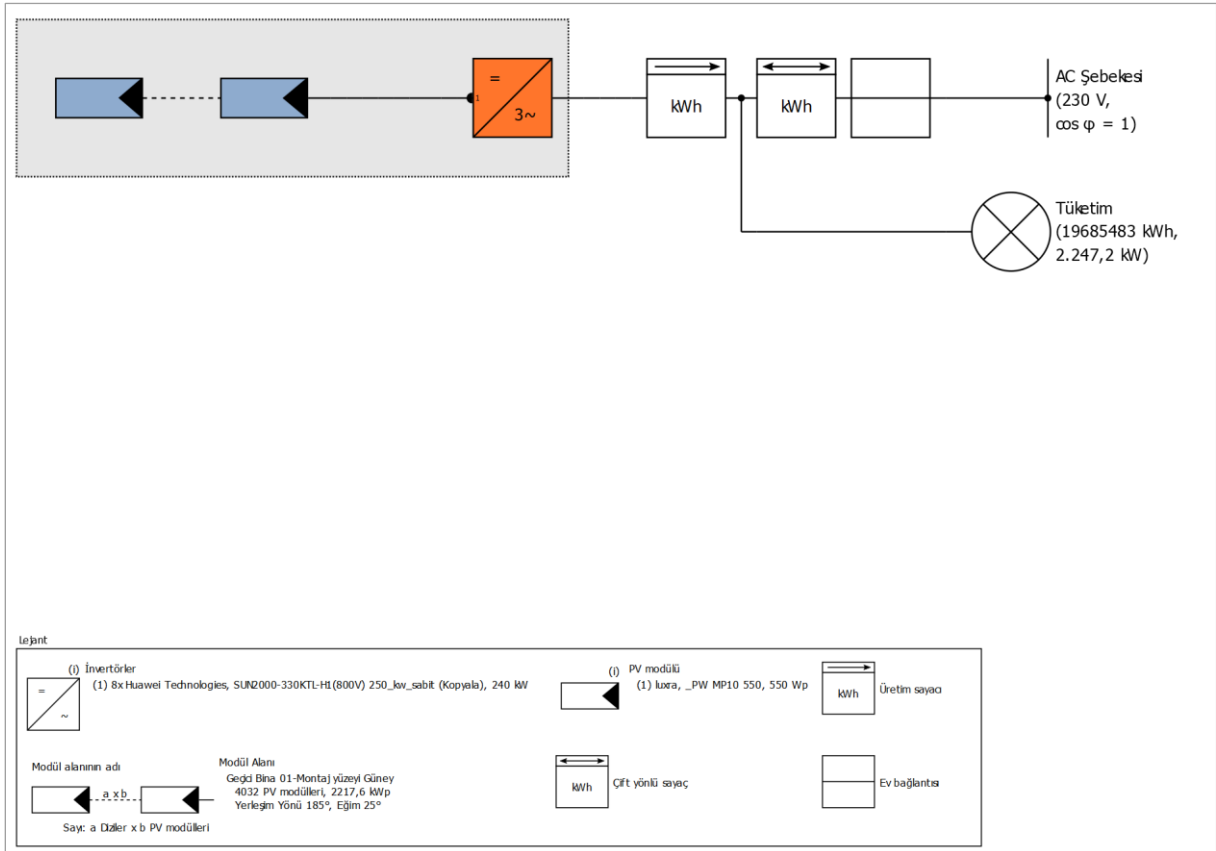 =
3~
1
kWh
kWh
AC Şebekesi
(230 V,
cos φ = 1)
Tüketim
(19685483 kWh,
2.247,2 kW)
Lejant
(i) İnvertörler
(1) 8x Huawei Technologies, SUN2000-330KTL-H1(800V) 250_kw_sabit (Kopyala), 240 kW
=
~
(i) PV modülü
(1) luxra, _PW MP10 550, 550 Wp
kWh
Üretim sayacı
Modül alanının adı
a x b
Sayı: a Diziler x b PV modülleri
Modül Alanı
Geçici Bina 01-Montaj yüzeyi Güney
4032 PV modülleri, 2217,6 kWp
Yerleşim Yönü 185°, Eğim 25°
kWh
Çift yönlü sayaç
Ev bağlantısı